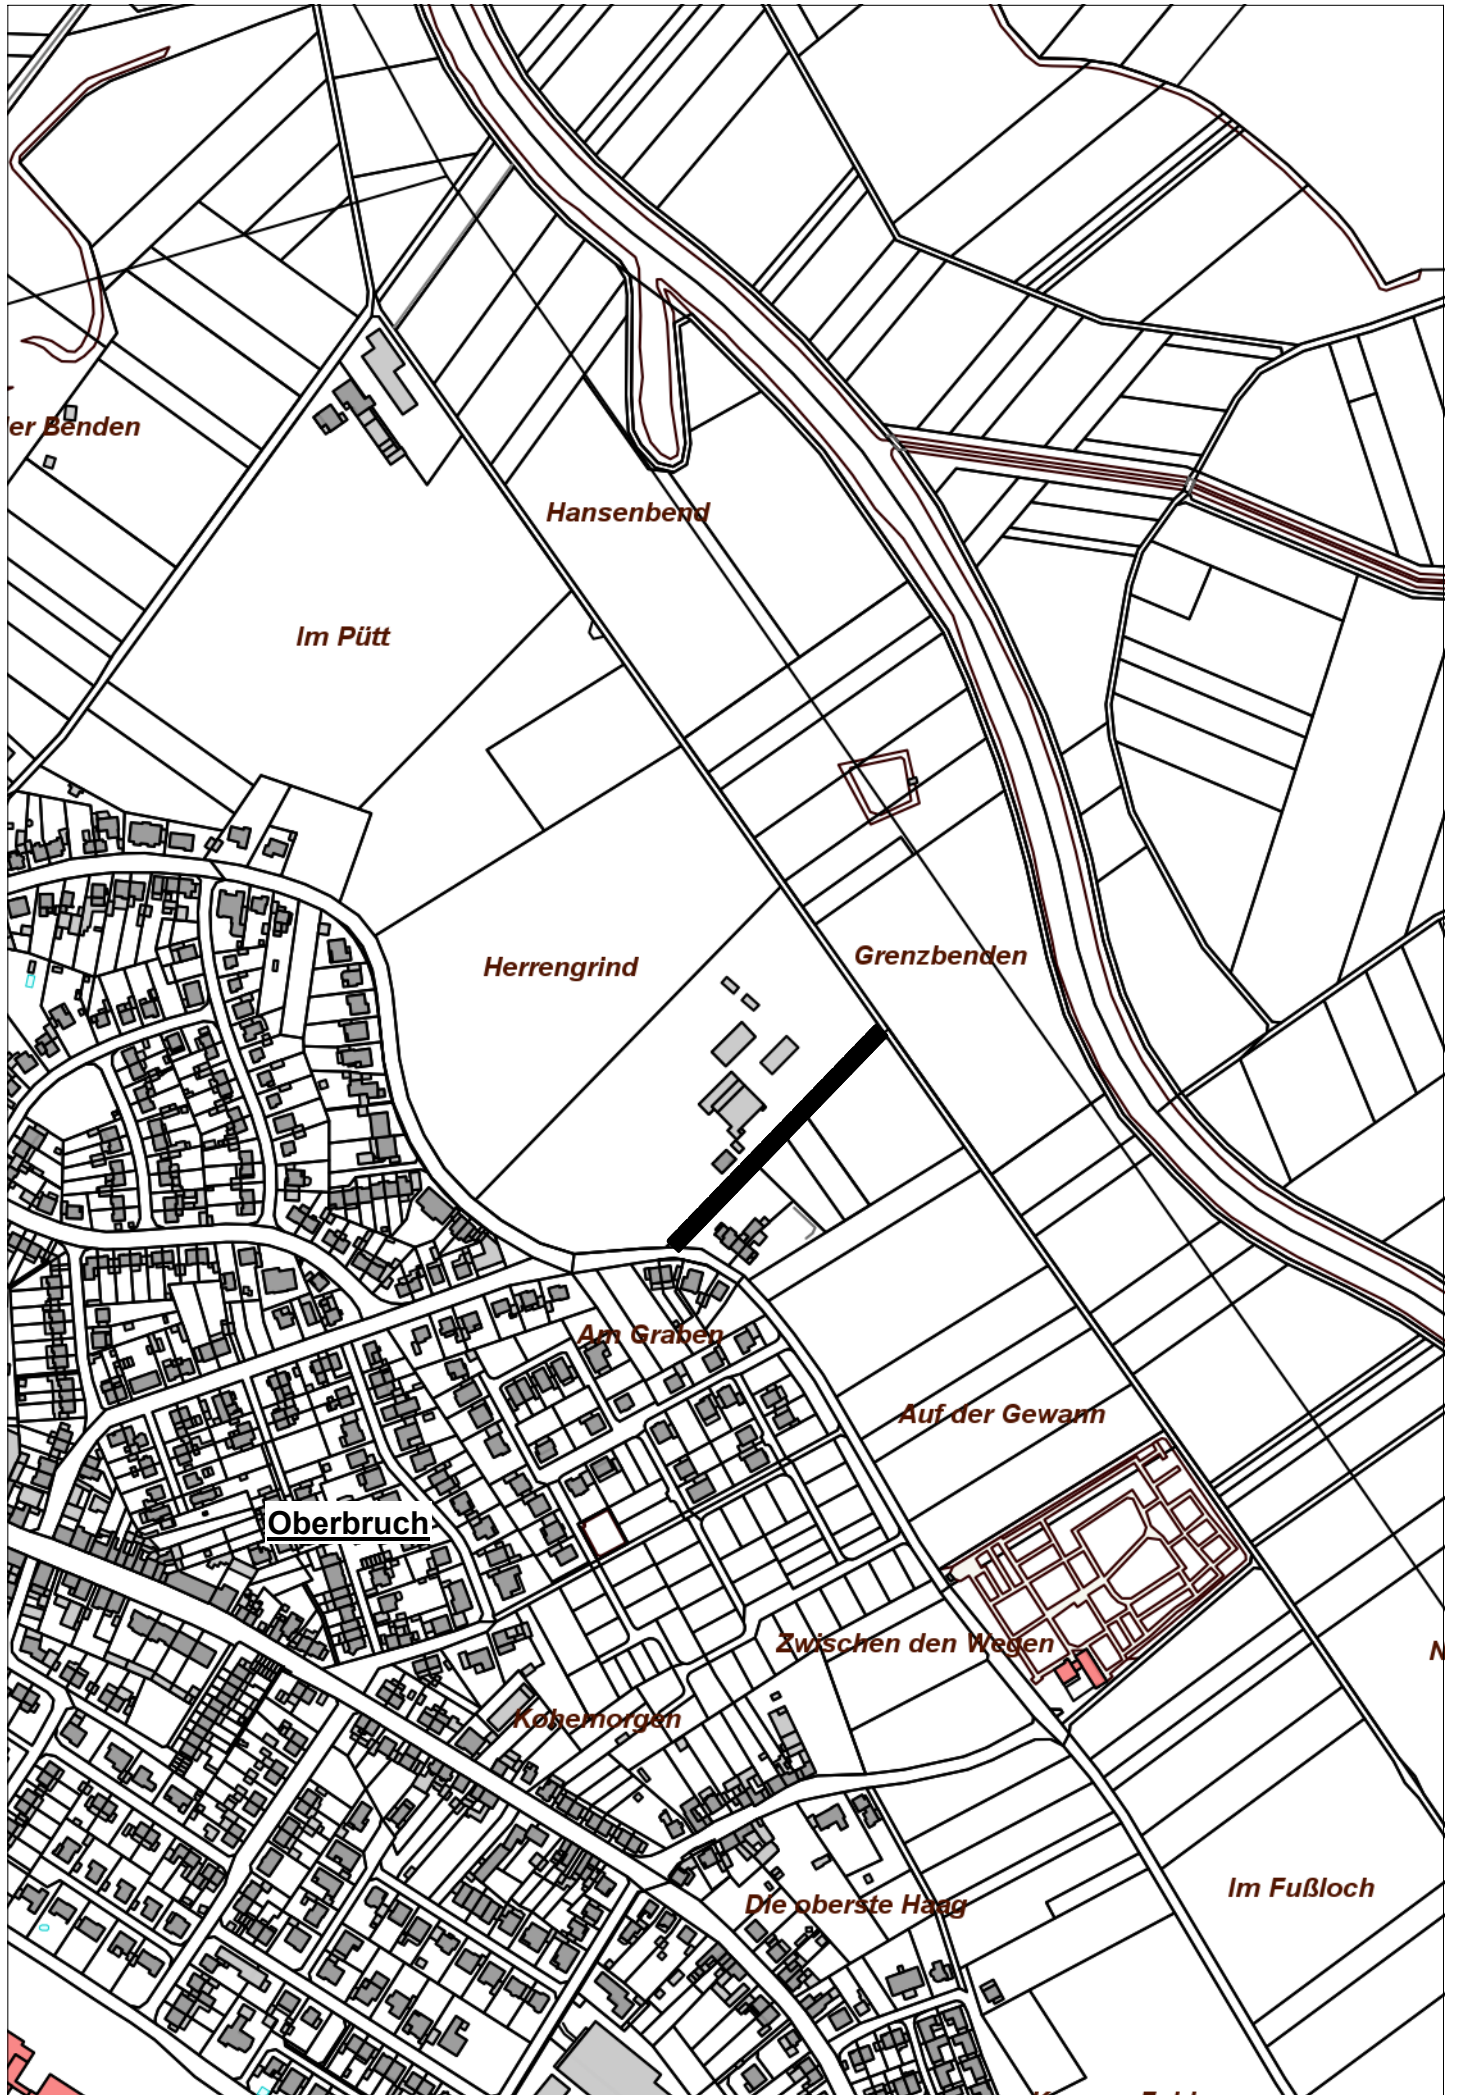 er Benden
Hansenbend
Im Pütt
Grenzbenden
Herrengrind
Am Graben
Auf der Gewann
Oberbruch
Zwischen den Wegen
N
Kohemorgen
Im Fußloch
Die oberste Haag